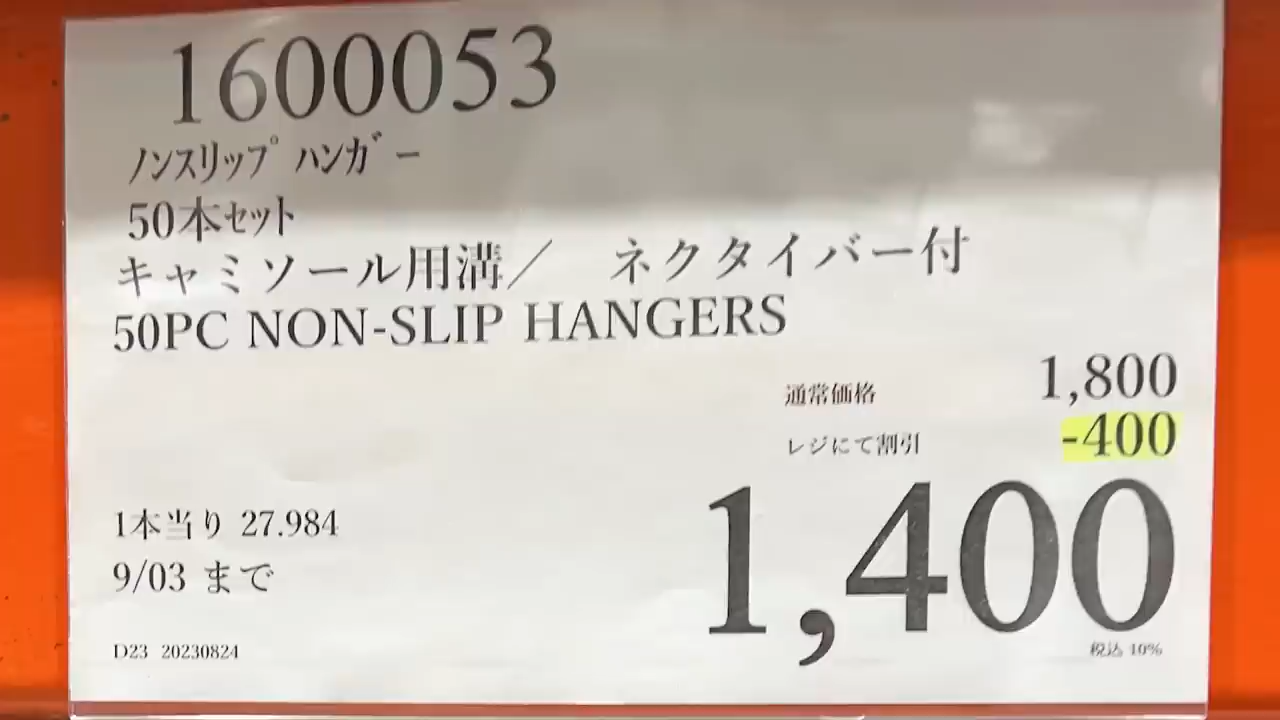 1600053
ﾉﾝｽﾘｯﾌﾟ ﾊﾝｶﾞｰ
50本ｾｯﾄ
キャミソール用溝／　ネクタイバー付
50PC NON-SLIP HANGERS
通常価格 1,800
レジにて割引 -400
1,400
1本当り 27.984
9/03 まで
税込 10%
D23 20230824